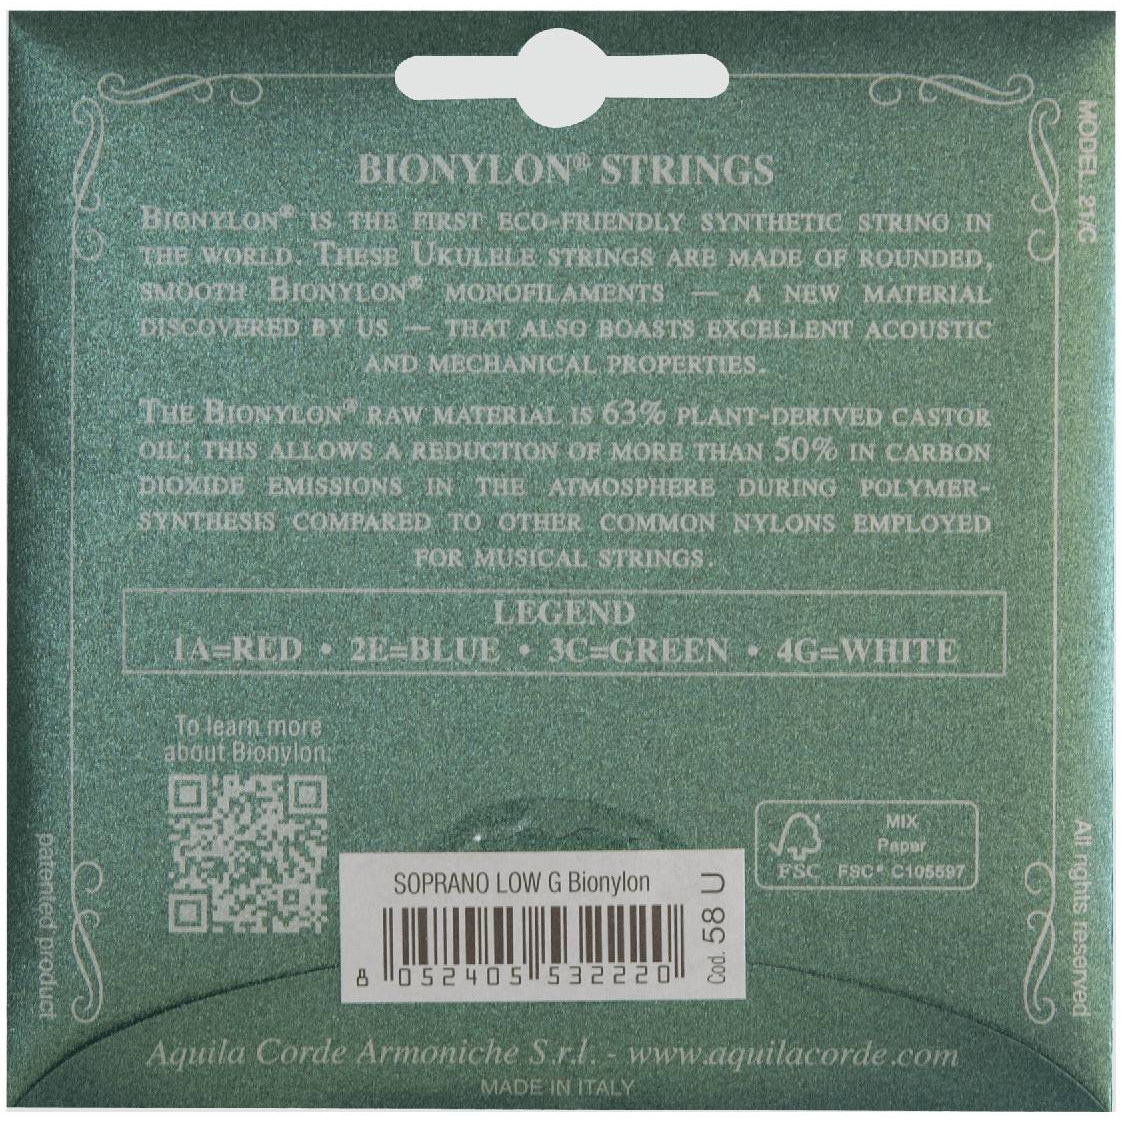 BIONYLON® STRINGS
BIONYLON® IS THE FIRST ECO-FRIENDLY SYNTHETIC STRING IN
THE WORLD. THESE UKULELE STRINGS ARE MADE OF ROUNDED,
SMOOTH BIONYLON® MONOFILAMENTS — A NEW MATERIAL
DISCOVERED BY US — THAT ALSO BOASTS EXCELLENT ACOUSTIC
AND MECHANICAL PROPERTIES.
THE BIONYLON® RAW MATERIAL IS 63% PLANT-DERIVED CASTOR
OIL; THIS ALLOWS A REDUCTION OF MORE THAN 50% IN CARBON
DIOXIDE EMISSIONS IN THE ATMOSPHERE DURING POLYMER-
SYNTHESIS COMPARED TO OTHER COMMON NYLONS EMPLOYED
FOR MUSICAL STRINGS.
LEGEND
1A=RED • 2E=BLUE • 3C=GREEN • 4G=WHITE
To learn more
about Bionylon:
MIX
Paper
FSC® C105597
FSC
SOPRANO LOW G Bionylon
8 052405 532220
Cod. 58 U
Aquila Corde Armoniche S.r.l. - www.aquilacorde.com
MADE IN ITALY
patented product
MODEL.
All rights reserved